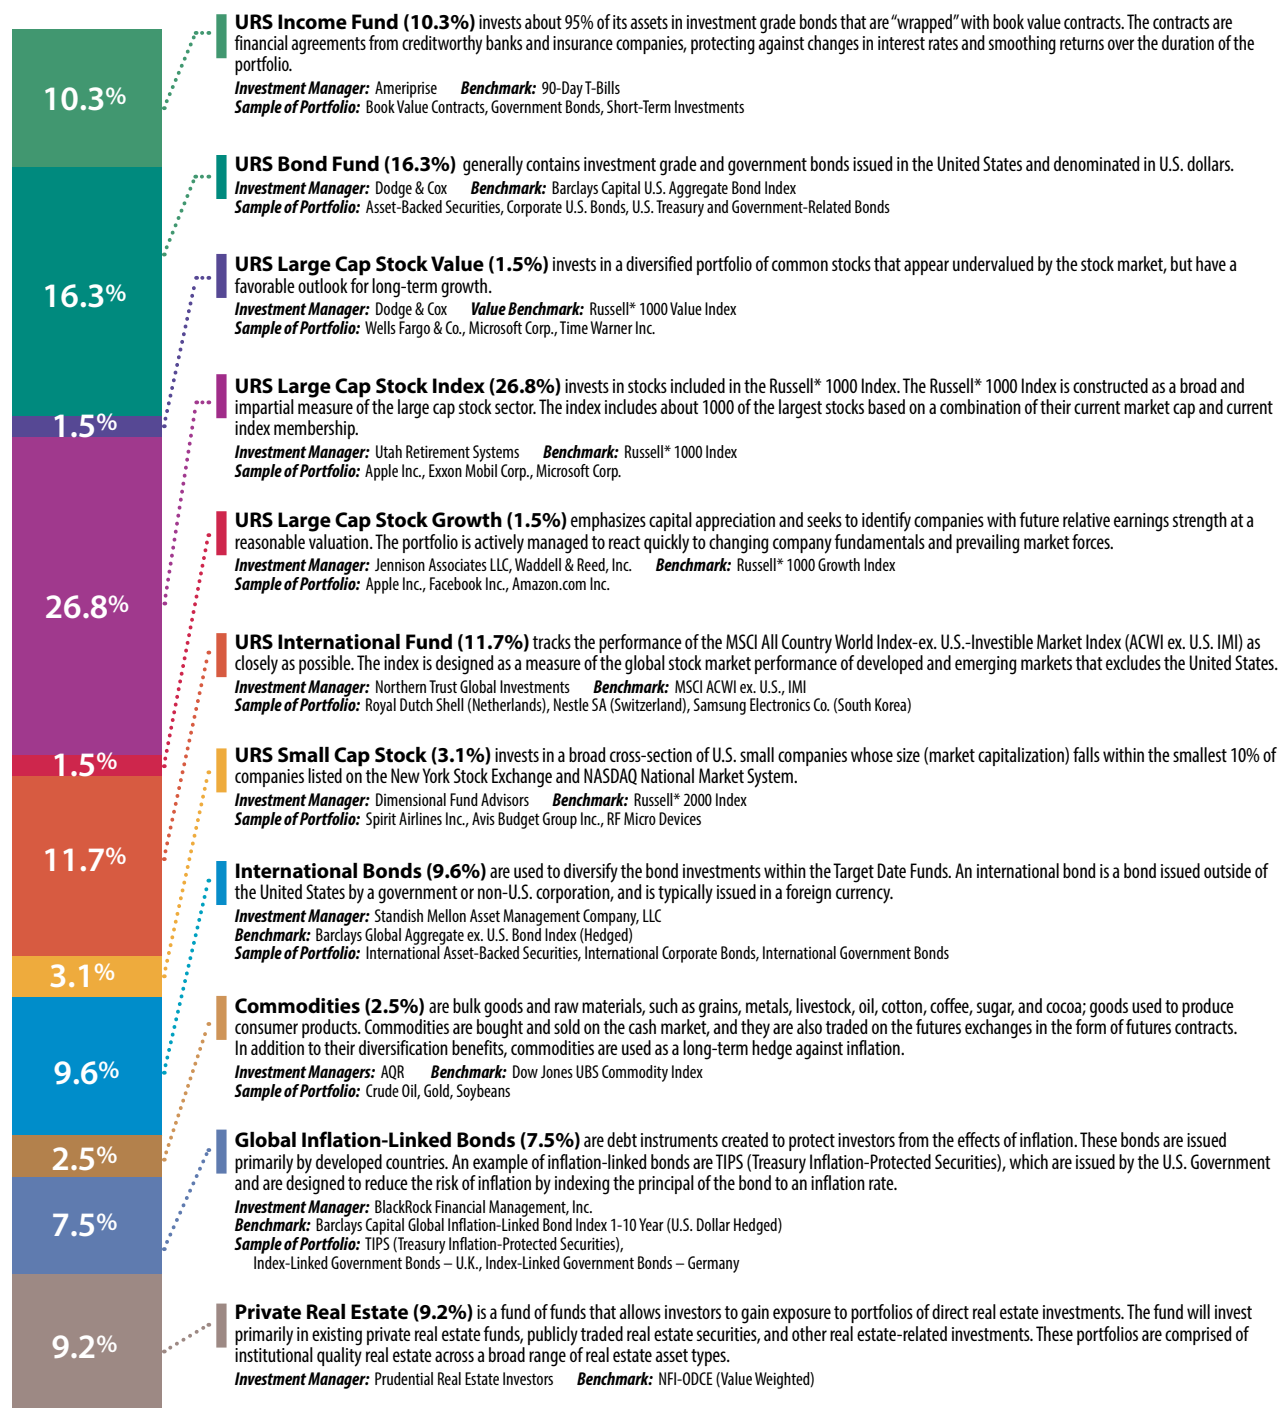 10.3%
URS Income Fund (10.3%) invests about 95% of its assets in investment grade bonds that are “wrapped” with book value contracts. The contracts are
financial agreements from creditworthy banks and insurance companies, protecting against changes in interest rates and smoothing returns over the duration of the
portfolio.
Investment Manager: Ameriprise Benchmark: 90-Day T-Bills
Sample of Portfolio: Book Value Contracts, Government Bonds, Short-Term Investments
16.3%
URS Bond Fund (16.3%) generally contains investment grade and government bonds issued in the United States and denominated in U.S. dollars.
Investment Manager: Dodge & Cox Benchmark: Barclays Capital U.S. Aggregate Bond Index
Sample of Portfolio: Asset-Backed Securities, Corporate U.S. Bonds, U.S. Treasury and Government-Related Bonds
1.5%
URS Large Cap Stock Value (1.5%) invests in a diversified portfolio of common stocks that appear undervalued by the stock market, but have a
favorable outlook for long-term growth.
Investment Manager: Dodge & Cox Value Benchmark: Russell* 1000 Value Index
Sample of Portfolio: Wells Fargo & Co., Microsoft Corp., Time Warner Inc.
26.8%
URS Large Cap Stock Index (26.8%) invests in stocks included in the Russell* 1000 Index. The Russell* 1000 Index is constructed as a broad and
impartial measure of the large cap stock sector. The index includes about 1000 of the largest stocks based on a combination of their current market cap and current
index membership.
Investment Manager: Utah Retirement Systems Benchmark: Russell* 1000 Index
Sample of Portfolio: Apple Inc., Exxon Mobil Corp., Microsoft Corp.
1.5%
URS Large Cap Stock Growth (1.5%) emphasizes capital appreciation and seeks to identify companies with future relative earnings strength at a
reasonable valuation. The portfolio is actively managed to react quickly to changing company fundamentals and prevailing market forces.
Investment Manager: Jennison Associates LLC, Waddell & Reed, Inc. Benchmark: Russell* 1000 Growth Index
Sample of Portfolio: Apple Inc., Facebook Inc., Amazon.com Inc.
11.7%
URS International Fund (11.7%) tracks the performance of the MSCI All Country World Index-ex. U.S.-Investible Market Index (ACWI ex. U.S. IMI) as
closely as possible. The index is designed as a measure of the global stock market performance of developed and emerging markets that excludes the United States.
Investment Manager: Northern Trust Global Investments Benchmark: MSCI ACWI ex. U.S., IMI
Sample of Portfolio: Royal Dutch Shell (Netherlands), Nestle SA (Switzerland), Samsung Electronics Co. (South Korea)
3.1%
URS Small Cap Stock (3.1%) invests in a broad cross-section of U.S. small companies whose size (market capitalization) falls within the smallest 10% of
companies listed on the New York Stock Exchange and NASDAQ National Market System.
Investment Manager: Dimensional Fund Advisors Benchmark: Russell* 2000 Index
Sample of Portfolio: Spirit Airlines Inc., Avis Budget Group Inc., RF Micro Devices
9.6%
International Bonds (9.6%) are used to diversify the bond investments within the Target Date Funds. An international bond is a bond issued outside of
the United States by a government or non-U.S. corporation, and is typically issued in a foreign currency.
Investment Manager: Standish Mellon Asset Management Company, LLC
Benchmark: Barclays Global Aggregate ex. U.S. Bond Index (Hedged)
Sample of Portfolio: International Asset-Backed Securities, International Corporate Bonds, International Government Bonds
2.5%
Commodities (2.5%) are bulk goods and raw materials, such as grains, metals, livestock, oil, cotton, coffee, sugar, and cocoa; goods used to produce
consumer products. Commodities are bought and sold on the cash market, and they are also traded on the futures exchanges in the form of futures contracts.
In addition to their diversification benefits, commodities are used as a long-term hedge against inflation.
Investment Managers: AQR Benchmark: Dow Jones UBS Commodity Index
Sample of Portfolio: Crude Oil, Gold, Soybeans
7.5%
Global Inflation-Linked Bonds (7.5%) are debt instruments created to protect investors from the effects of inflation. These bonds are issued
primarily by developed countries. An example of inflation-linked bonds are TIPS (Treasury Inflation-Protected Securities), which are issued by the U.S. Government
and are designed to reduce the risk of inflation by indexing the principal of the bond to an inflation rate.
Investment Manager: BlackRock Financial Management, Inc.
Benchmark: Barclays Capital Global Inflation-Linked Bond Index 1-10 Year (U.S. Dollar Hedged)
Sample of Portfolio: TIPS (Treasury Inflation-Protected Securities),
Index-Linked Government Bonds – U.K., Index-Linked Government Bonds – Germany
9.2%
Private Real Estate (9.2%) is a fund of funds that allows investors to gain exposure to portfolios of direct real estate investments. The fund will invest
primarily in existing private real estate funds, publicly traded real estate securities, and other real estate-related investments. These portfolios are comprised of
institutional quality real estate across a broad range of real estate asset types.
Investment Manager: Prudential Real Estate Investors Benchmark: NFI-ODCE (Value Weighted)